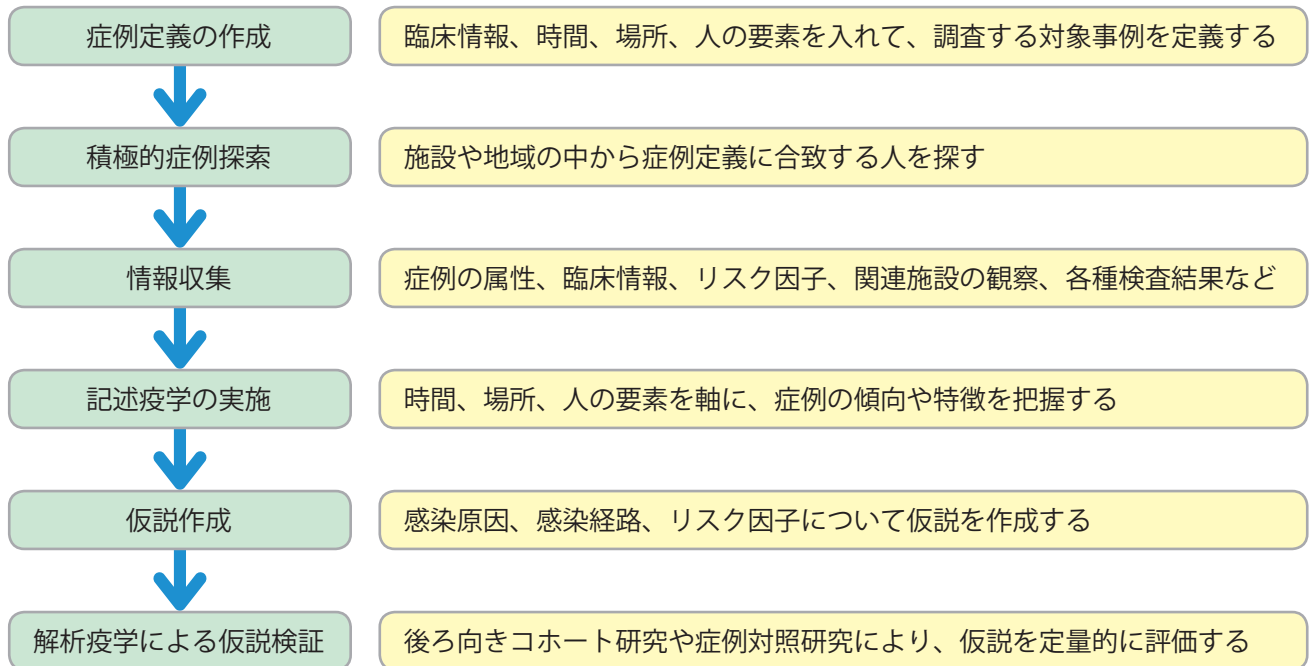 症例定義の作成
臨床情報、時間、場所、人の要素を入れて、調査する対象事例を定義する
積極的症例探索
施設や地域の中から症例定義に合致する人を探す
情報収集
症例の属性、臨床情報、リスク因子、関連施設の観察、各種検査結果など
記述疫学の実施
時間、場所、人の要素を軸に、症例の傾向や特徴を把握する
仮説作成
感染原因、感染経路、リスク因子について仮説を作成する
解析疫学による仮説検証
後ろ向きコホート研究や症例対照研究により、仮説を定量的に評価する